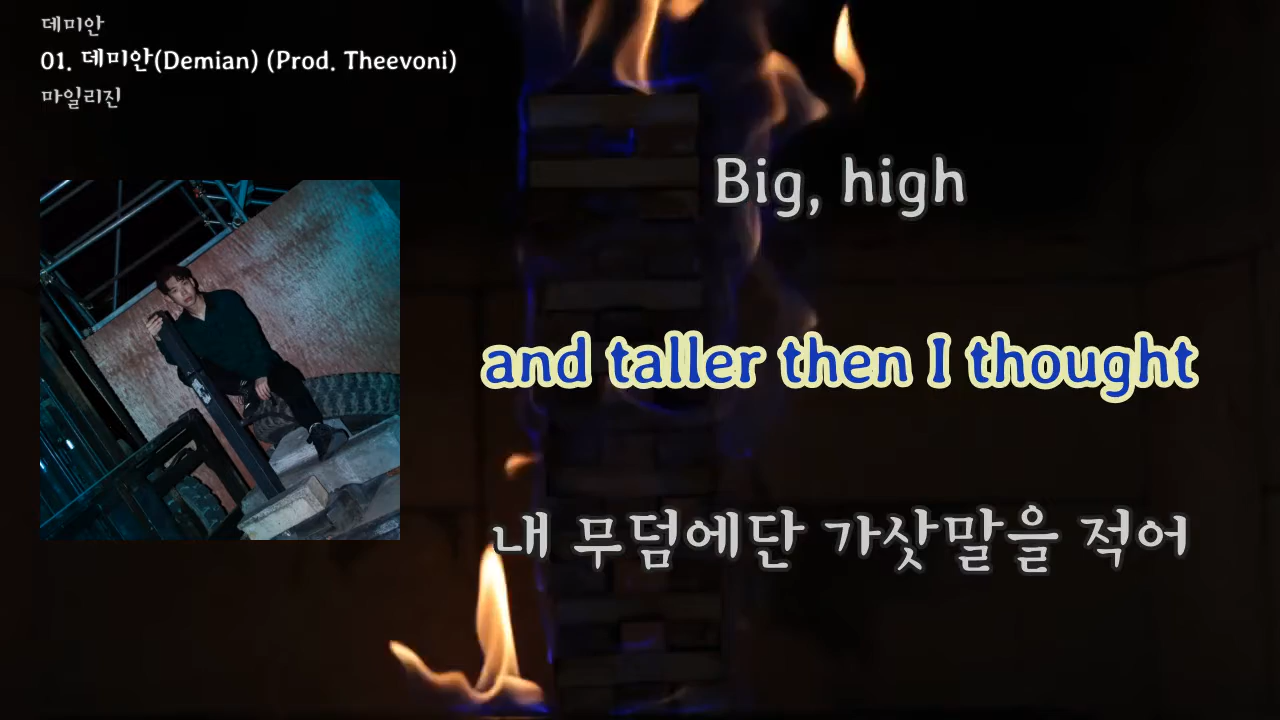 데미안
01. 데미안(Demian) (Prod. Theevoni)
마일리진
Big, high
and taller then I thought
내 무덤에단 가삿말을 적어